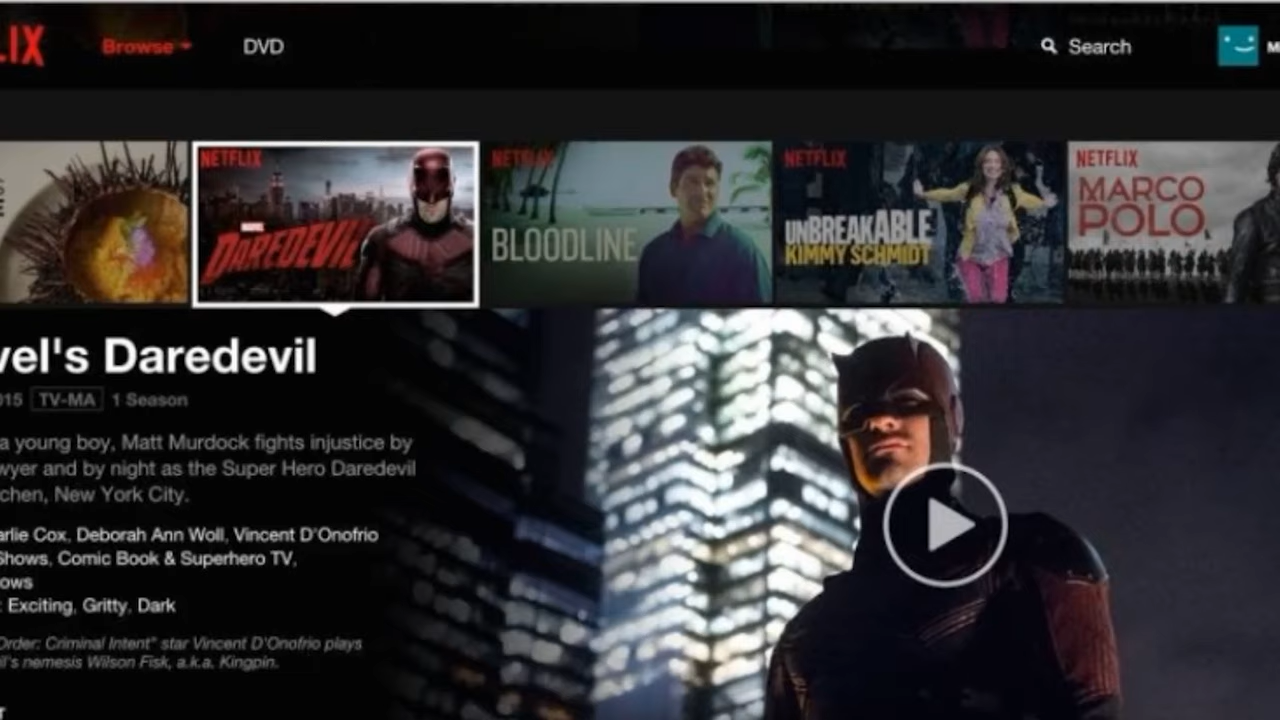 LIX
Browse
DVD
Search
M
NETFLIX
MARVEL
DAREDEVIL
NETFLIX
BLOODLINE
NETFLIX
UNBREAKABLE
KIMMY SCHMIDT
NETFLIX
MARCO
POLO
vel's Daredevil
015 TV-MA 1 Season
a young boy, Matt Murdock fights injustice by
wyer and by night as the Super Hero Daredevil
chen, New York City.
arlie Cox, Deborah Ann Woll, Vincent D'Onofrio
Shows, Comic Book & Superhero TV,
ows
: Exciting, Gritty, Dark
Order: Criminal Intent" star Vincent D'Onofrio plays
il's nemesis Wilson Fisk, a.k.a. Kingpin.